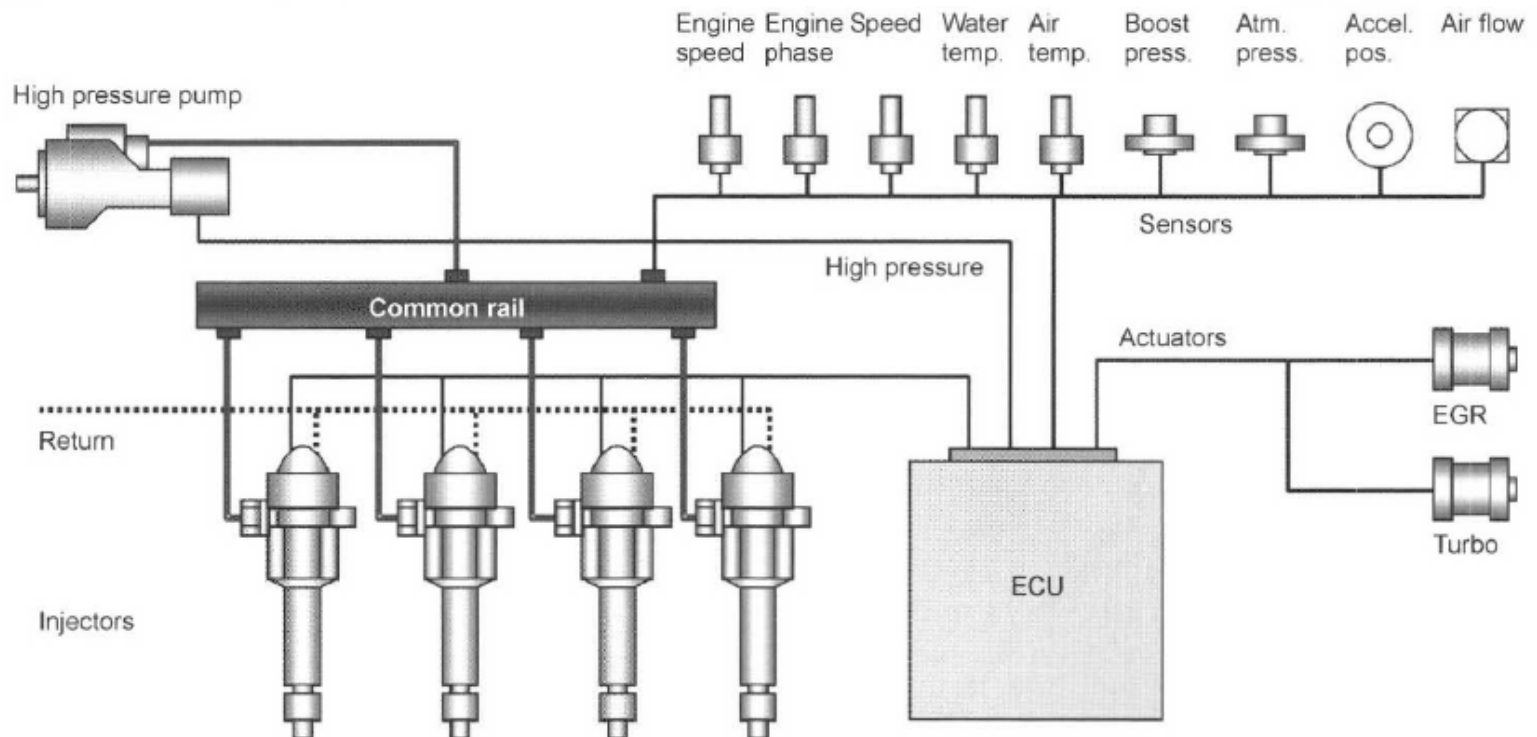 Engine speed
Engine phase
Speed
Water temp.
Air temp.
Boost press.
Atm. press.
Accel. pos.
Air flow
High pressure pump
Sensors
High pressure
Common rail
Actuators
EGR
Return
Turbo
ECU
Injectors